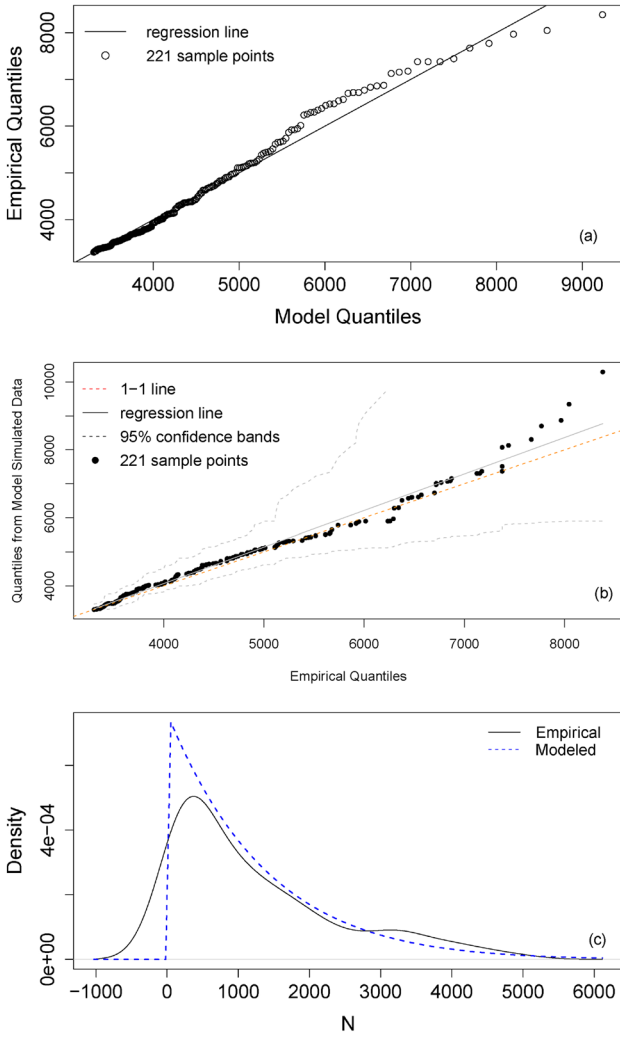 regression line
221 sample points
Empirical Quantiles
4000 6000 8000
(a)
4000 5000 6000 7000 8000 9000
Model Quantiles
1−1 line
regression line
95% confidence bands
221 sample points
Quantiles from Model Simulated Data
4000 6000 8000 10000
(b)
4000 5000 6000 7000 8000
Empirical Quantiles
Empirical
Modeled
Density
0e+00 4e−04
(c)
−1000 0 1000 2000 3000 4000 5000 6000
N